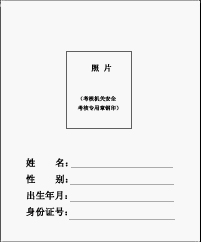 照 片
（考核机关安全
考核专用章钢印）
姓 名：
性 别：
出生年月：
身份证号：